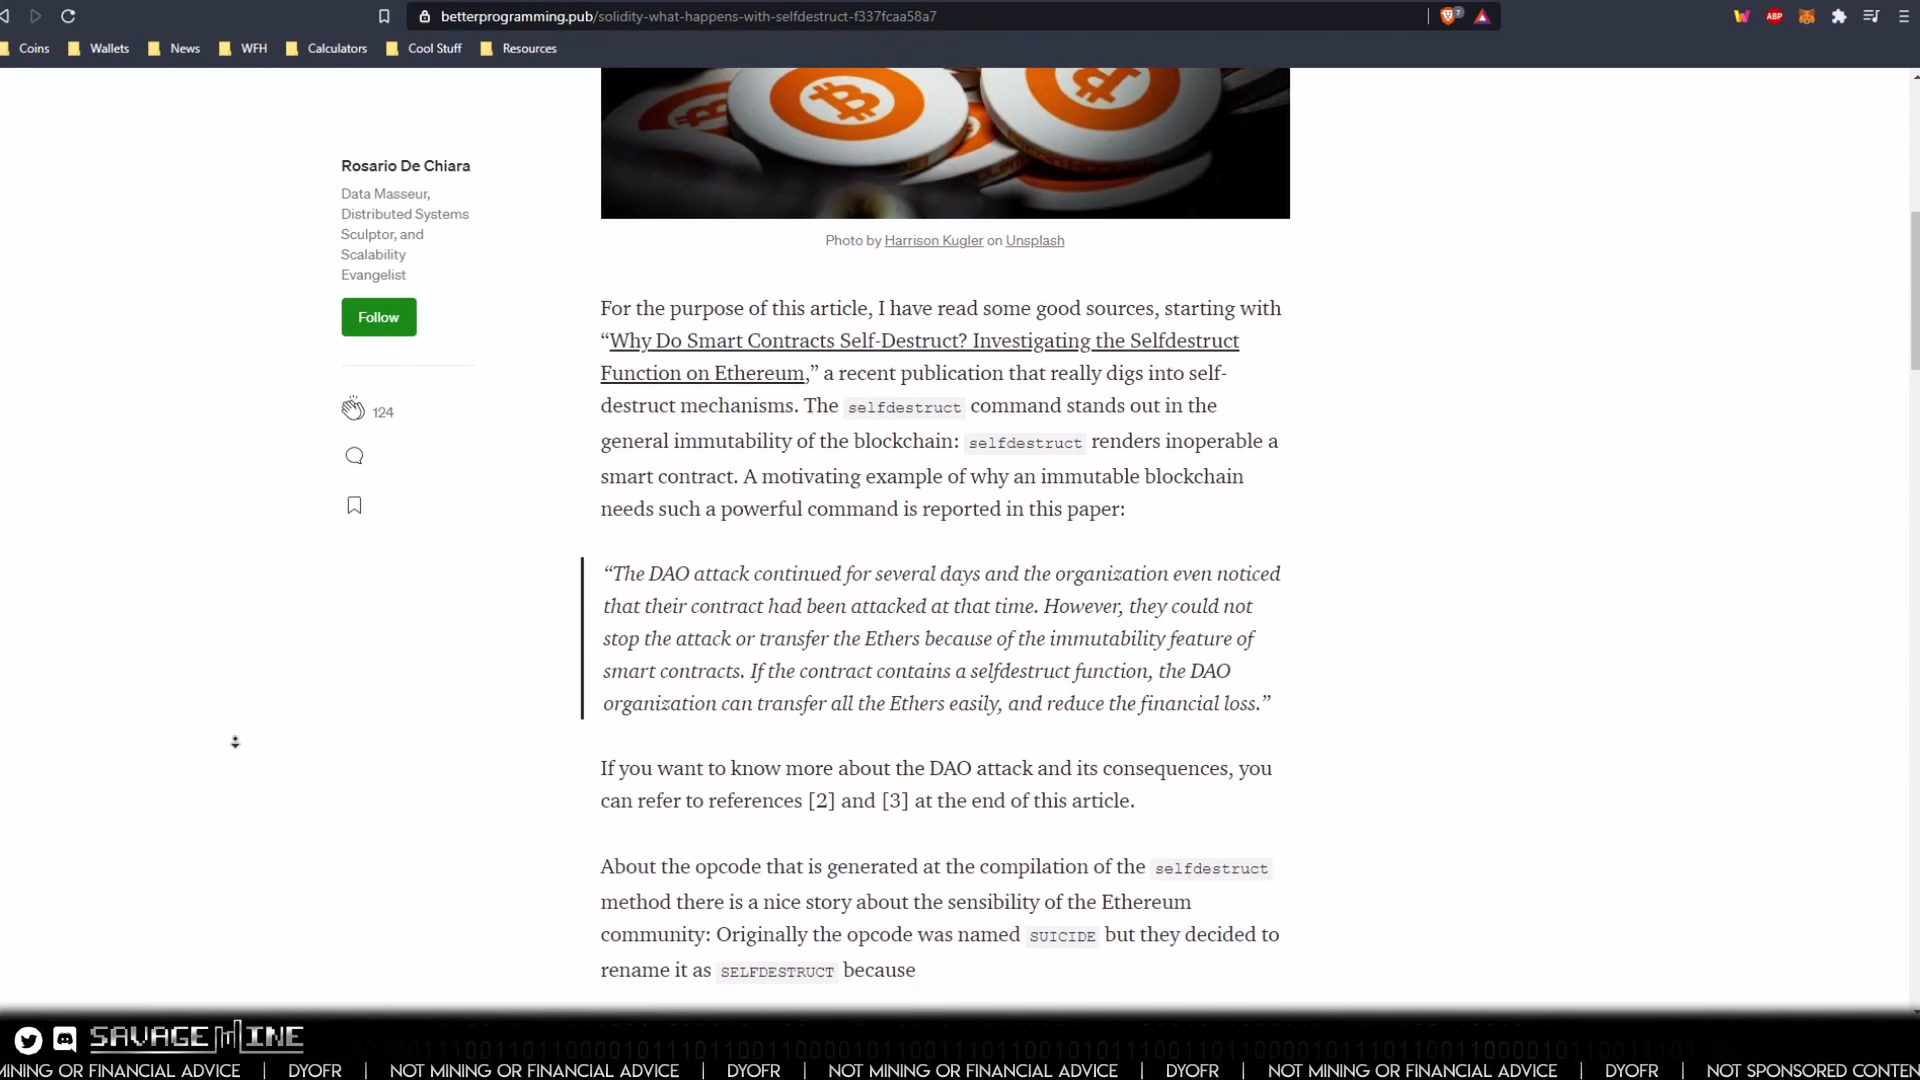 betterprogramming.pub/solidity-what-happens-with-selfdestruct-f337fcaa58a7
7
ABP
Coins
Wallets
News
WFH
Calculators
Cool Stuff
Resources
Rosario De Chiara
Data Masseur,
Distributed Systems
Sculptor, and
Scalability
Evangelist
Follow
124
Photo by Harrison Kugler on Unsplash
For the purpose of this article, I have read some good sources, starting with
“Why Do Smart Contracts Self-Destruct? Investigating the Selfdestruct
Function on Ethereum,” a recent publication that really digs into self-
destruct mechanisms. The selfdestruct command stands out in the
general immutability of the blockchain: selfdestruct renders inoperable a
smart contract. A motivating example of why an immutable blockchain
needs such a powerful command is reported in this paper:
“The DAO attack continued for several days and the organization even noticed
that their contract had been attacked at that time. However, they could not
stop the attack or transfer the Ethers because of the immutability feature of
smart contracts. If the contract contains a selfdestruct function, the DAO
organization can transfer all the Ethers easily, and reduce the financial loss.”
If you want to know more about the DAO attack and its consequences, you
can refer to references [2] and [3] at the end of this article.
About the opcode that is generated at the compilation of the selfdestruct
method there is a nice story about the sensibility of the Ethereum
community: Originally the opcode was named SUICIDE but they decided to
rename it as SELFDESTRUCT because
SAVAGE MINE
MINING OR FINANCIAL ADVICE | DYOFR | NOT MINING OR FINANCIAL ADVICE | DYOFR | NOT MINING OR FINANCIAL ADVICE | DYOFR | NOT MINING OR FINANCIAL ADVICE | DYOFR | NOT SPONSORED CONTEN